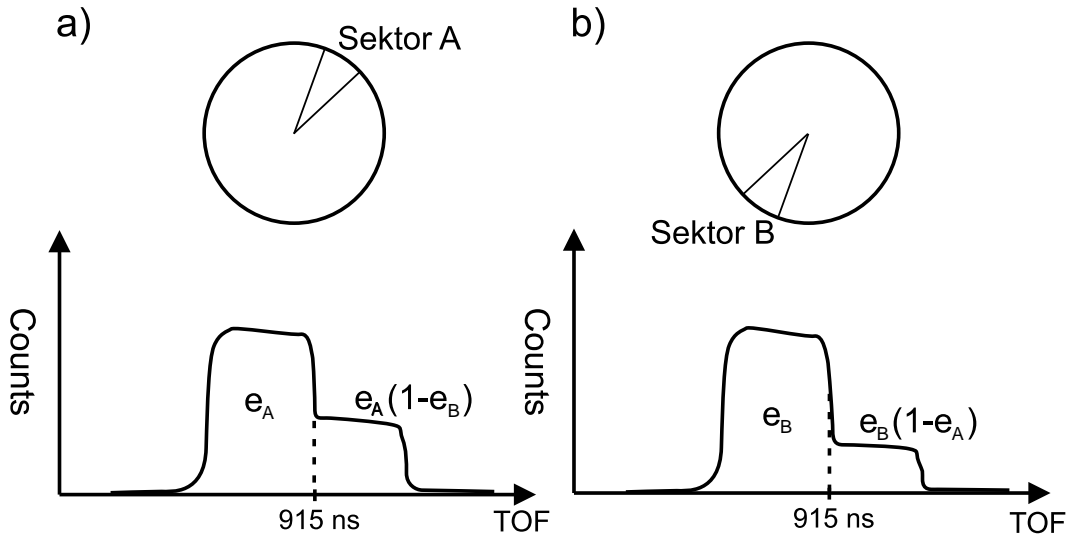 a)
Sektor A
Counts
e_A
e_A(1-e_B)
915 ns
TOF
b)
Sektor B
Counts
e_B
e_B(1-e_A)
915 ns
TOF